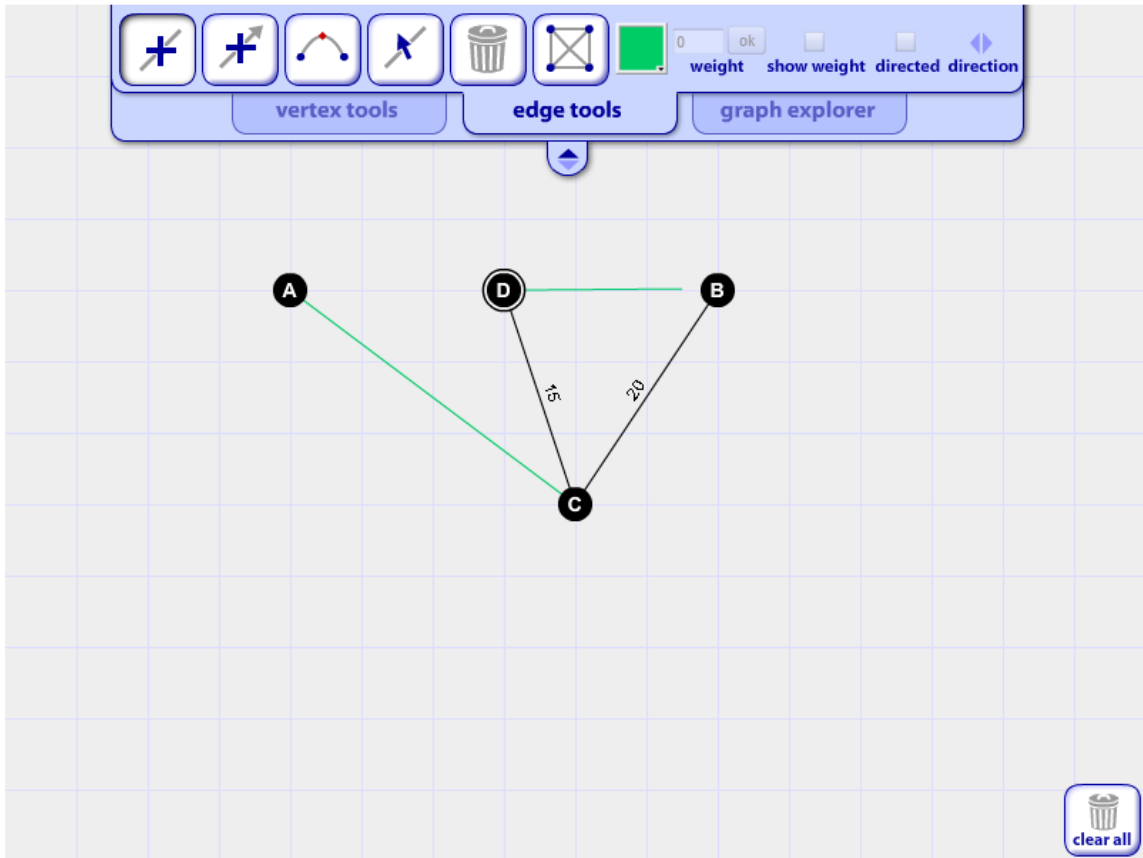 0 ok
weight show weight directed direction
vertex tools edge tools graph explorer
A D B
15 20
C
clear all